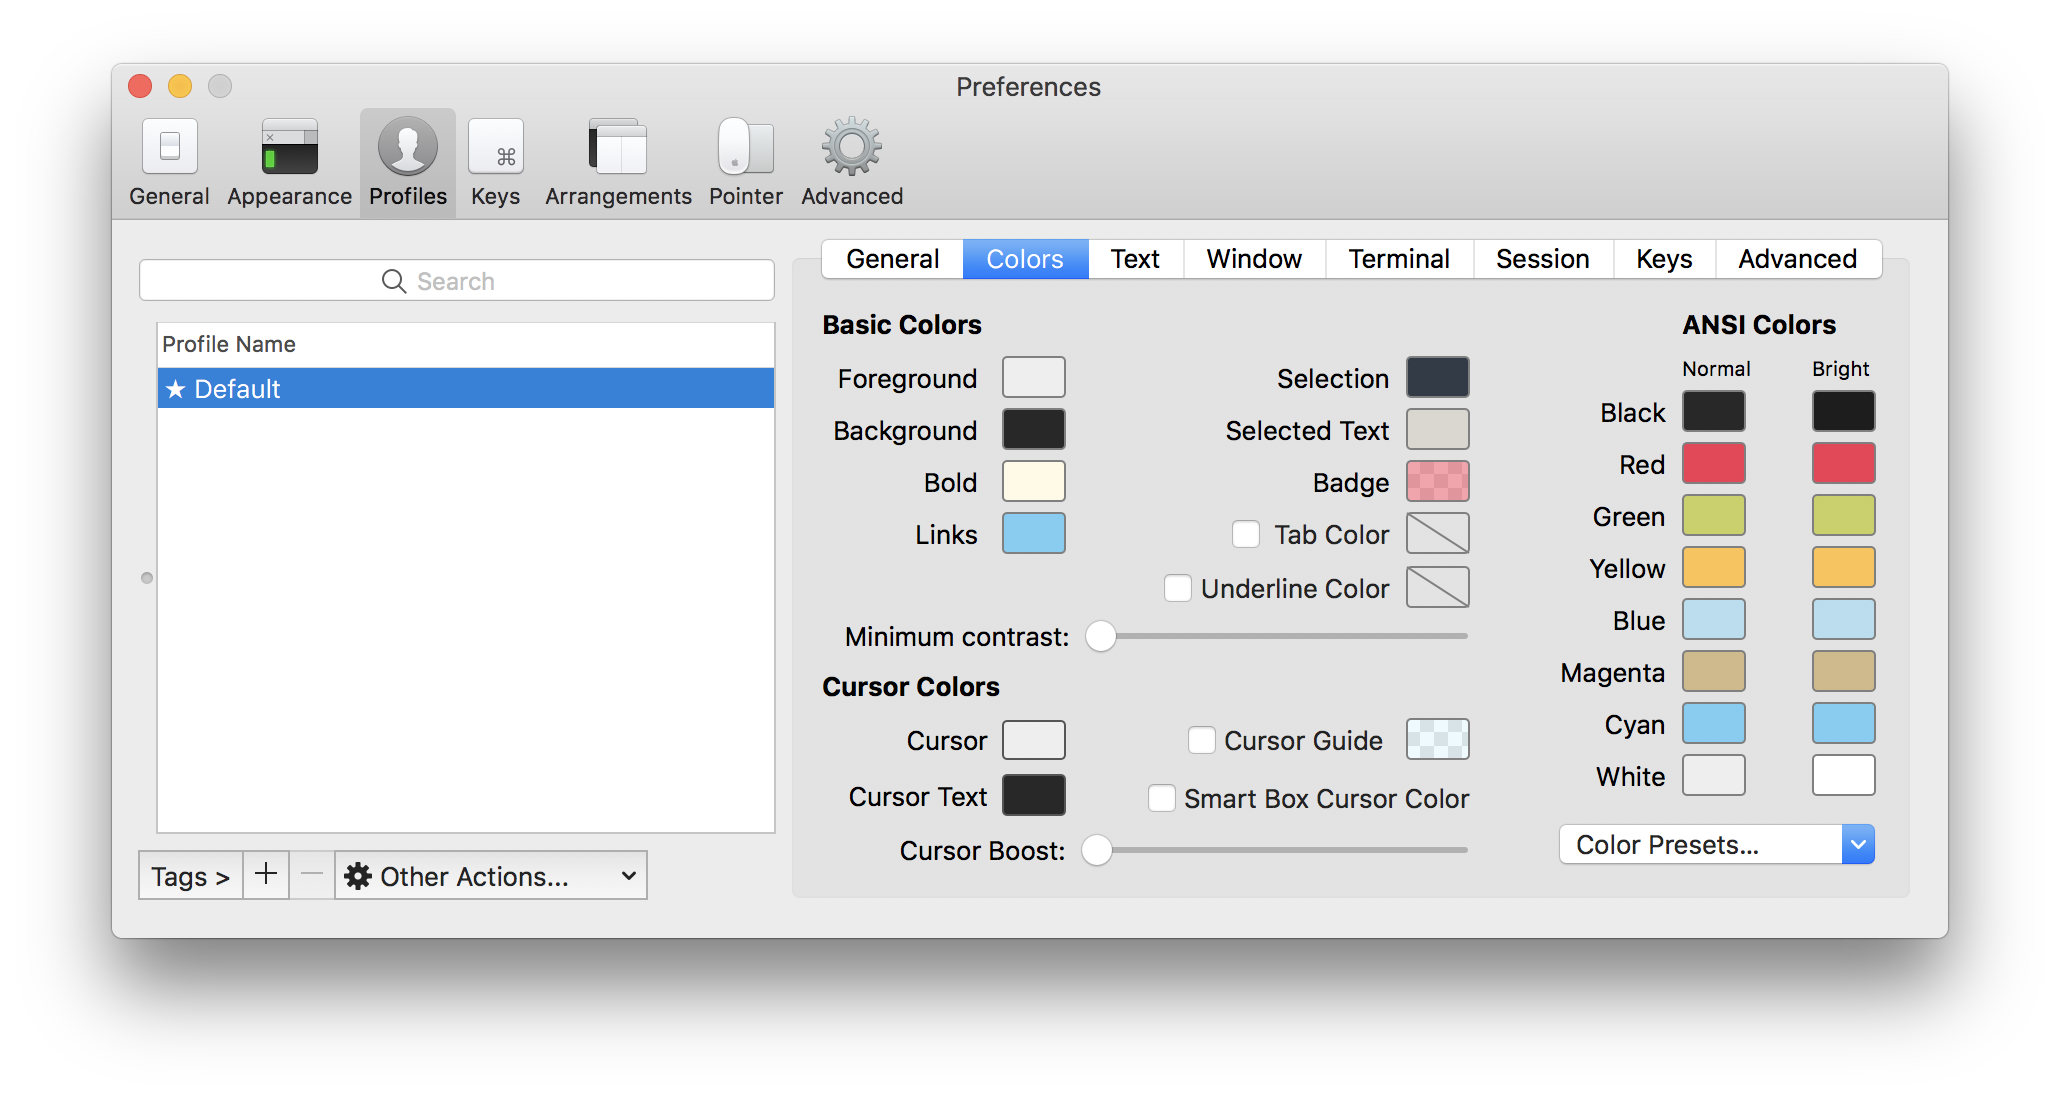 Preferences
General Appearance Profiles Keys Arrangements Pointer Advanced
Search
Profile Name
★ Default
Tags > + − Other Actions...
General Colors Text Window Terminal Session Keys Advanced
Basic Colors
Foreground
Background
Bold
Links
Selection
Selected Text
Badge
Tab Color
Underline Color
Minimum contrast:
Cursor Colors
Cursor
Cursor Text
Cursor Guide
Smart Box Cursor Color
Cursor Boost:
ANSI Colors
Normal Bright
Black
Red
Green
Yellow
Blue
Magenta
Cyan
White
Color Presets...